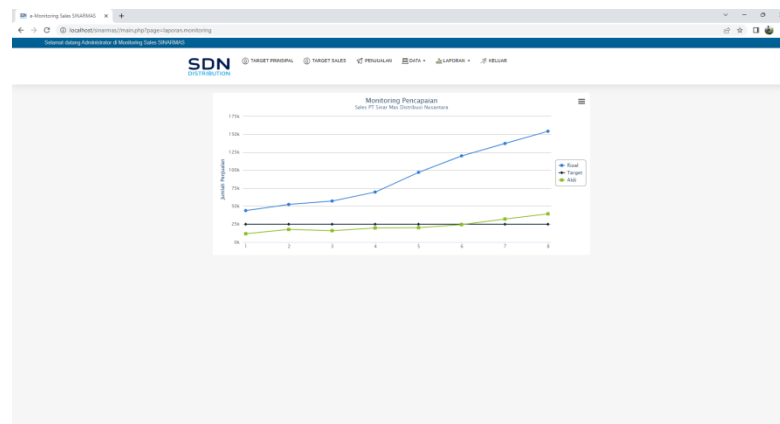 e-Monitoring Sales SINARMAS
localhost/sinarmas/main.php?page=laporan.monitoring
Selamat datang Administrator di Monitoring Sales SINARMAS
SDN
DISTRIBUTION
TARGET PRINSIPAL
TARGET SALES
PENJUALAN
DATA
LAPORAN
KELUAR
Monitoring Pencapaian
Sales PT Sinar Mas Distribusi Nusantara
Jumlah Penjualan
175k
150k
125k
100k
75k
50k
25k
0k
1 2 3 4 5 6 7 8
Target